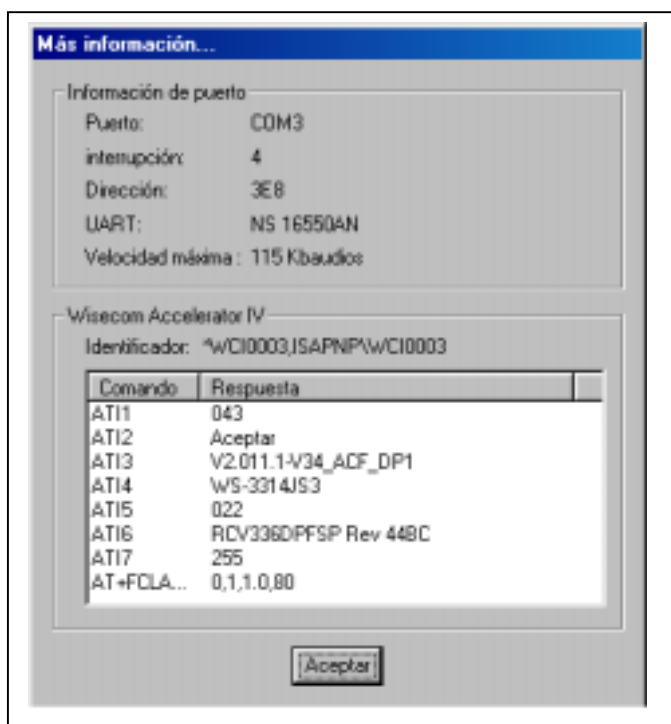 Más información...
Información de puerto
Puerto: COM3
interrupción: 4
Dirección: 3E8
UART: NS 16550AN
Velocidad máxima : 115 Kbaudios
Wisecom Accelerator IV
Identificador: *WCI0003,ISAPNP\WCI0003
Comando Respuesta
ATI1 043
ATI2 Aceptar
ATI3 V2.011.1-V34_ACF_DP1
ATI4 WS-3314JS3
ATI5 022
ATI6 RCV336DPFSP Rev 44BC
ATI7 255
AT+FCLA... 0,1,1.0,80
Aceptar